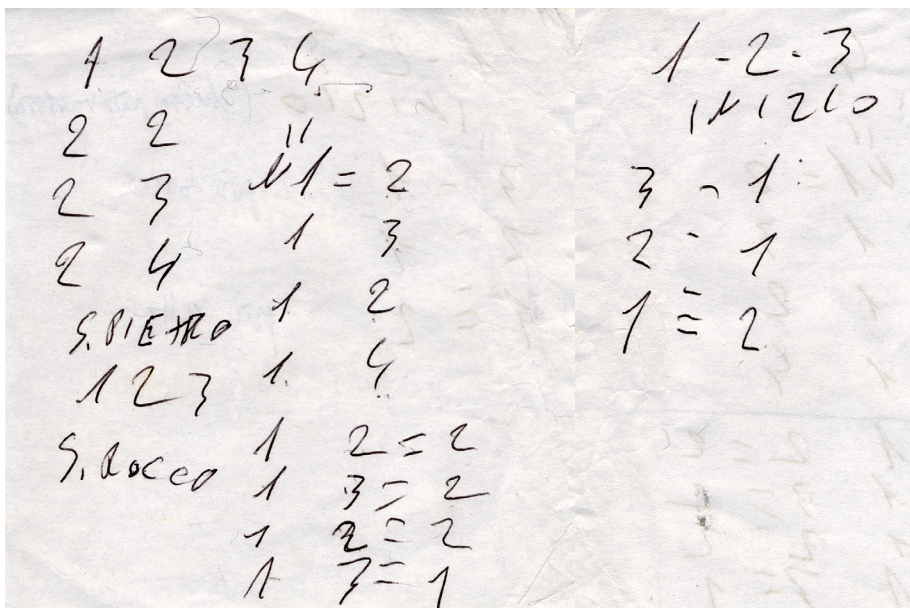 1 2 3 4
2 2 11
2 3 N1 = 2
2 4 1 3
S. PIETRO 1 2
1 2 3 1. 4
S. ROCCO 1 2 = 2
1 3 = 2
1 2 = 2
1 3 = 1
1 - 2 - 3
INIZIO
3 - 1
2 - 1
1 = 2